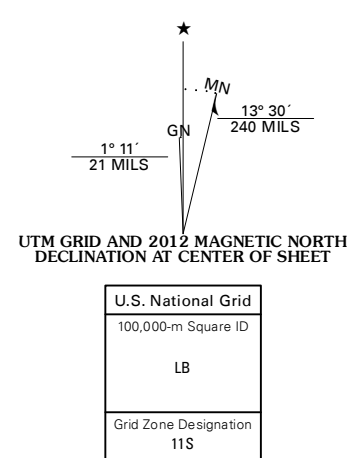 ★
MN
13° 30´
240 MILS
GN
1° 11´
21 MILS
UTM GRID AND 2012 MAGNETIC NORTH
DECLINATION AT CENTER OF SHEET
U.S. National Grid
100,000-m Square ID
LB
Grid Zone Designation
11S